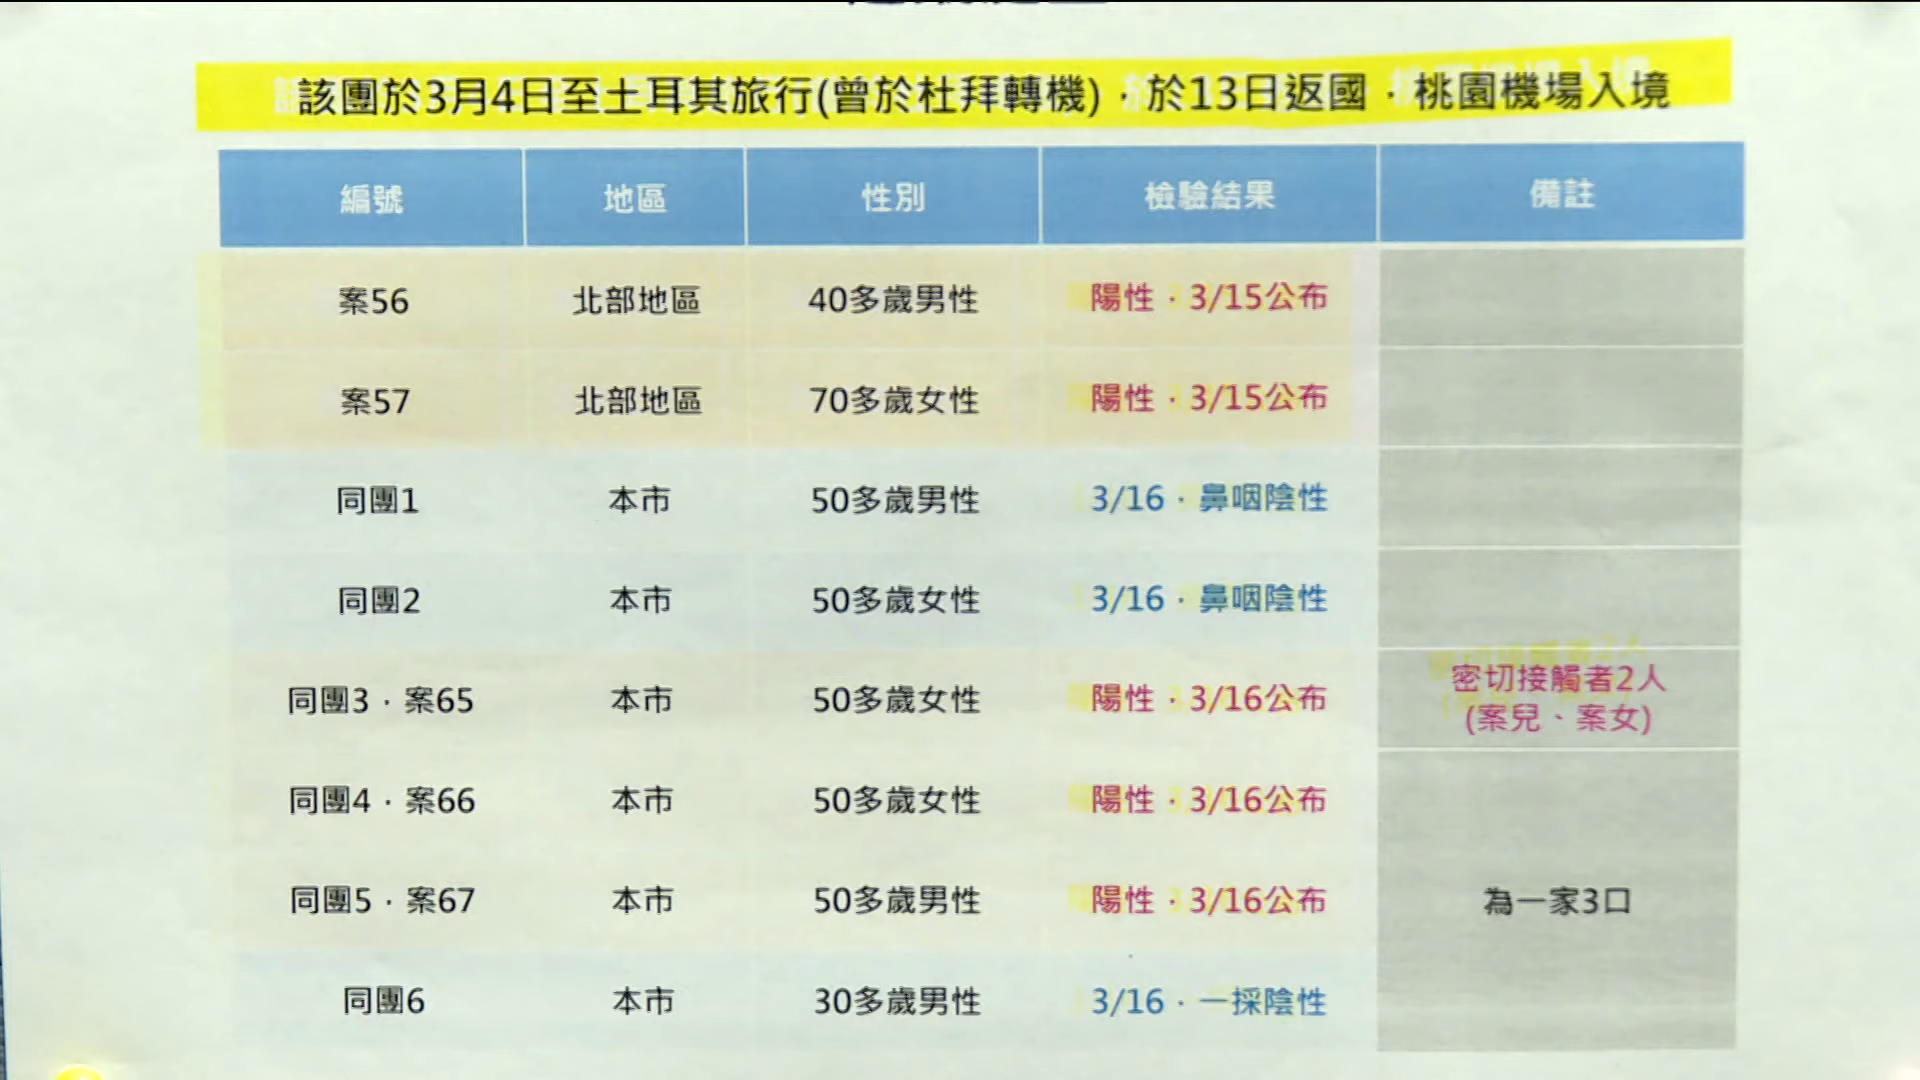 該團於3月4日至土耳其旅行(曾於杜拜轉機)，於13日返國，桃園機場入境
編號 地區 性別 檢驗結果 備註
案56 北部地區 40多歲男性 陽性，3/15公布
案57 北部地區 70多歲女性 陽性，3/15公布
同團1 本市 50多歲男性 3/16，鼻咽陰性
同團2 本市 50多歲女性 3/16，鼻咽陰性
同團3，案65 本市 50多歲女性 陽性，3/16公布 密切接觸者2人
(案兒、案女)
同團4，案66 本市 50多歲女性 陽性，3/16公布
同團5，案67 本市 50多歲男性 陽性，3/16公布 為一家3口
同團6 本市 30多歲男性 3/16，一採陰性